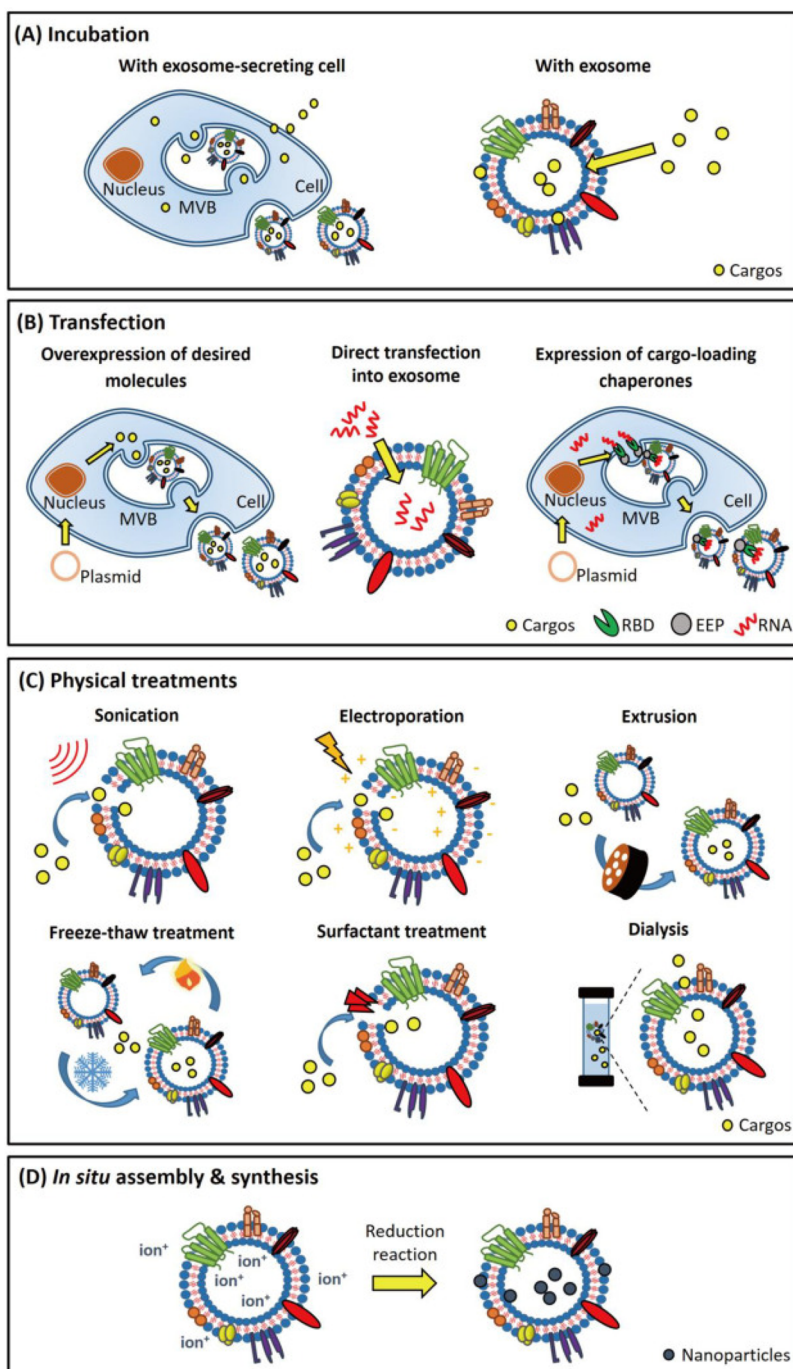 (A) Incubation
With exosome-secreting cell
With exosome
Nucleus
MVB
Cell
Cargos
(B) Transfection
Overexpression of desired
molecules
Direct transfection
into exosome
Expression of cargo-loading
chaperones
Nucleus
MVB
Cell
Plasmid
Nucleus
MVB
Cell
Plasmid
Cargos
RBD
EEP
RNA
(C) Physical treatments
Sonication
Electroporation
Extrusion
+ + + + + + + +
- - - - - - - -
Freeze-thaw treatment
Surfactant treatment
Dialysis
Cargos
(D) In situ assembly & synthesis
ion⁺
ion⁺
ion⁺
ion⁺
ion⁺
ion⁺
Reduction
reaction
Nanoparticles